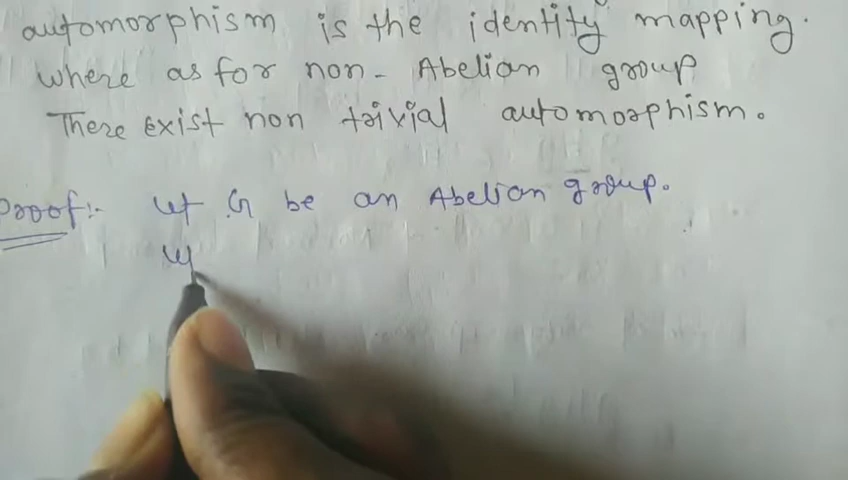 automorphism is the identity mapping.
where as for non- Abelian group
There exist non trivial automorphism.
Proof:- let G be an Abelian group.